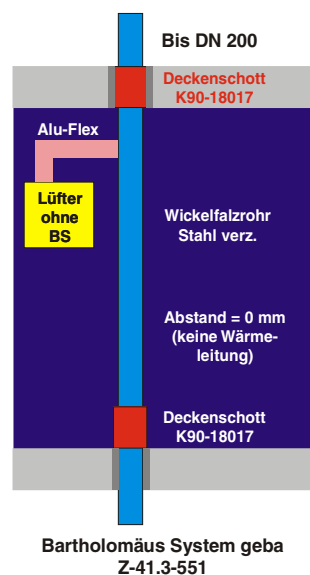 Bis DN 200
Deckenschott
K90-18017
Alu-Flex
Lüfter
ohne
BS
Wickelfalzrohr
Stahl verz.
Abstand = 0 mm
(keine Wärme-
leitung)
Deckenschott
K90-18017
Bartholomäus System geba
Z-41.3-551